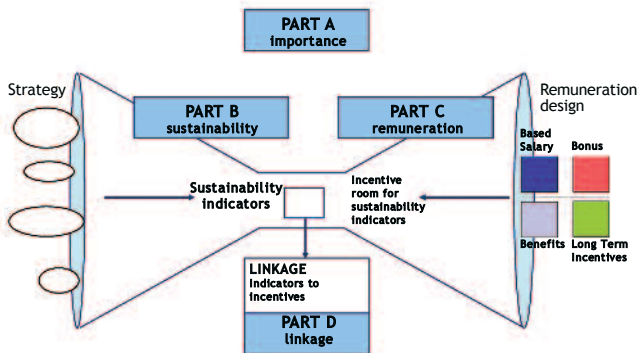 PART A
importance
Strategy
Remuneration
design
PART B
sustainability
PART C
remuneration
Based
Salary
Bonus
Sustainability
indicators
Incentive
room for
sustainability
indicators
Benefits
Long Term
Incentives
LINKAGE
Indicators to
incentives
PART D
linkage